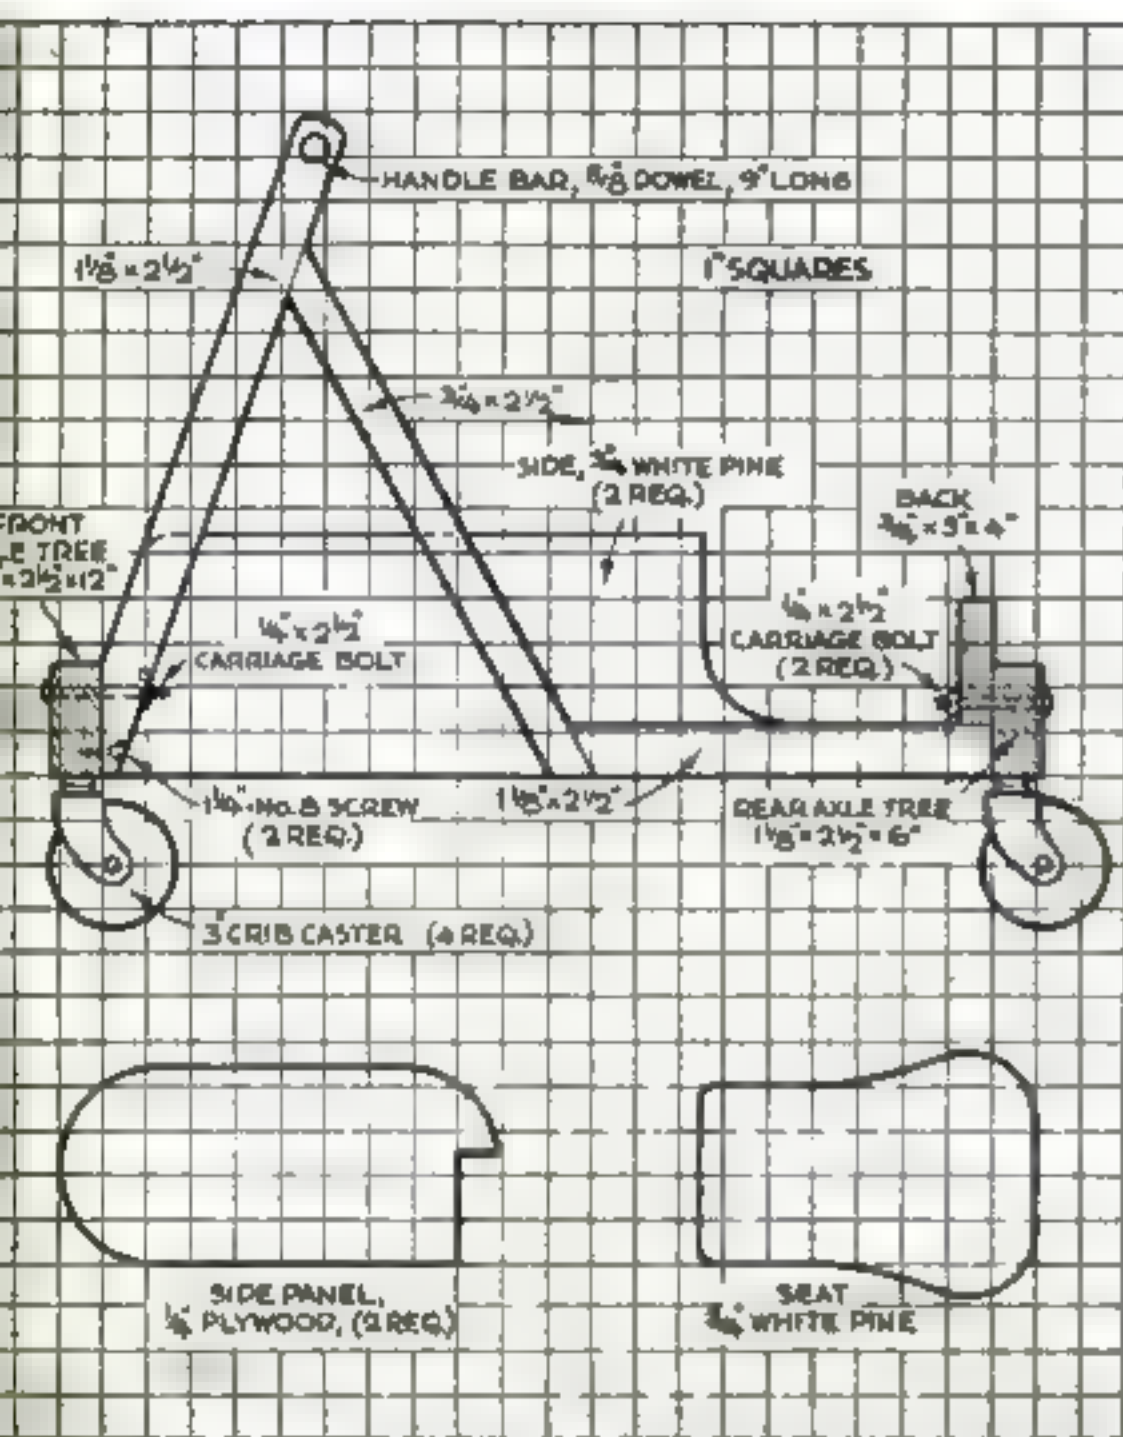 HANDLE BAR, 5/8" DOWEL, 9" LONG
1 1/8" × 2 1/2"
1" SQUARES
3/4" × 2 1/2"
SIDE, 3/4" WHITE PINE
(2 REQ.)
BACK
FRONT
LE TREE
× 2 1/2" × 12"
1/4" × 2 1/2"
CARRIAGE BOLT
1/4" × 2 1/2"
CARRIAGE BOLT
(2 REQ.)
1 1/4"-No. 8 SCREW
(2 REQ.)
1 1/8" × 2 1/2"
REAR AXLE TREE
1 1/8" × 2 1/2" × 6"
3" CRIB CASTER (4 REQ.)
SIDE PANEL,
1/4" PLYWOOD, (2 REQ.)
SEAT
3/4" WHITE PINE